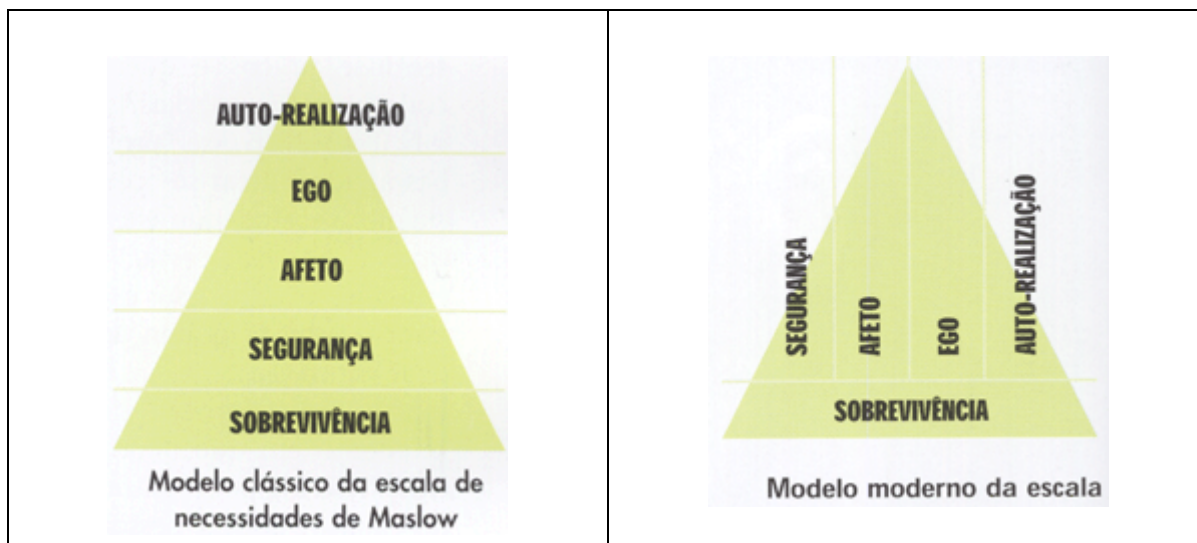 AUTO-REALIZAÇÃO
EGO
AFETO
SEGURANÇA
SOBREVIVÊNCIA
Modelo clássico da escala de
necessidades de Maslow
SEGURANÇA
AFETO
EGO
AUTO-REALIZAÇÃO
SOBREVIVÊNCIA
Modelo moderno da escala